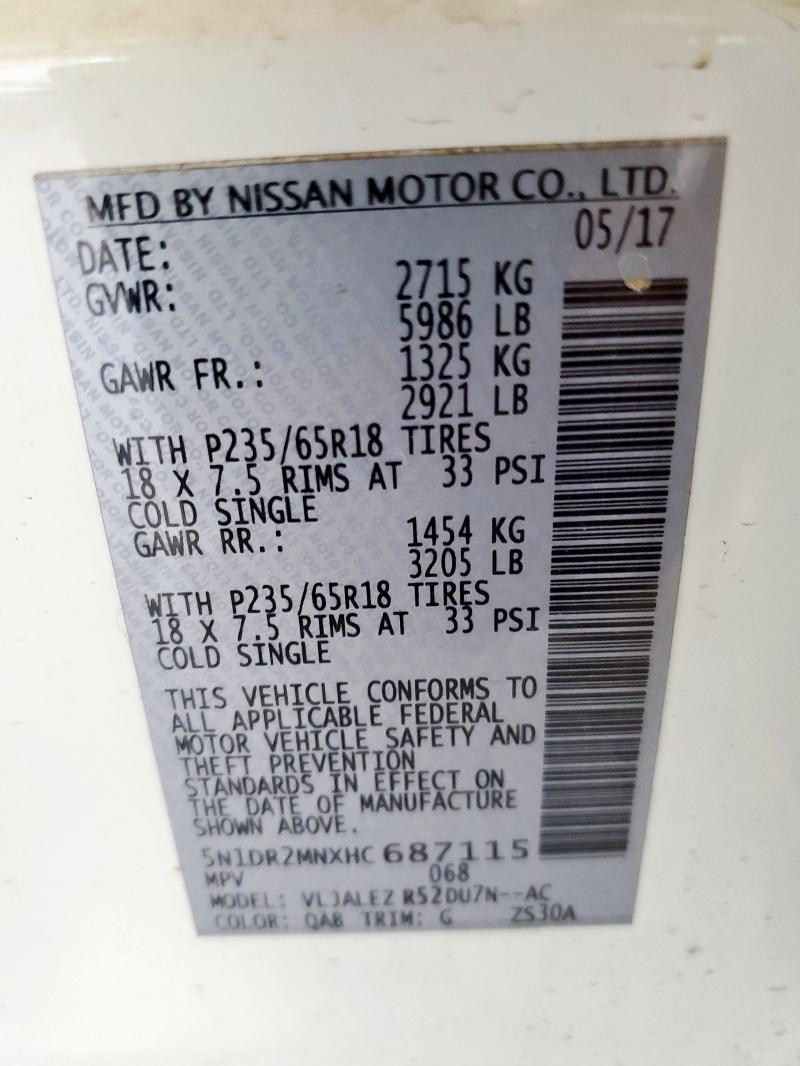 MFD BY NISSAN MOTOR CO., LTD.
DATE: 05/17
GVWR: 2715 KG
5986 LB
GAWR FR.: 1325 KG
2921 LB
WITH P235/65R18 TIRES
18 X 7.5 RIMS AT 33 PSI
COLD SINGLE
GAWR RR.: 1454 KG
3205 LB
WITH P235/65R18 TIRES
18 X 7.5 RIMS AT 33 PSI
COLD SINGLE
THIS VEHICLE CONFORMS TO
ALL APPLICABLE FEDERAL
MOTOR VEHICLE SAFETY AND
THEFT PREVENTION
STANDARDS IN EFFECT ON
THE DATE OF MANUFACTURE
SHOWN ABOVE.
5N1DR2MNXHC 687115
MPV 068
MODEL: VLJALEZ R52DU7N--AC
COLOR: QAB TRIM: G ZS30A